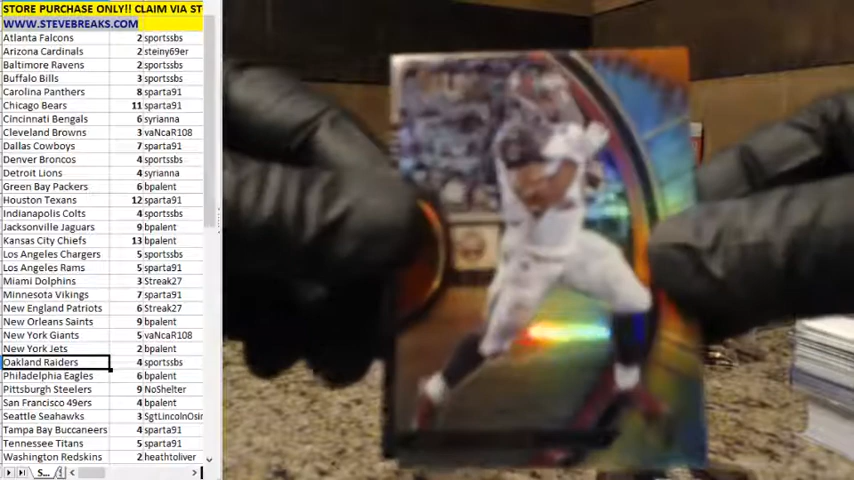 STORE PURCHASE ONLY!! CLAIM VIA ST
WWW.STEVEBREAKS.COM
Atlanta Falcons 2 sportssbs
Arizona Cardinals 2 steiny69er
Baltimore Ravens 2 sportssbs
Buffalo Bills 3 sportssbs
Carolina Panthers 8 sparta91
Chicago Bears 11 sparta91
Cincinnati Bengals 6 syrianna
Cleveland Browns 3 vaNcaR108
Dallas Cowboys 7 sparta91
Denver Broncos 4 sportssbs
Detroit Lions 4 syrianna
Green Bay Packers 6 bpalent
Houston Texans 12 sparta91
Indianapolis Colts 4 sportssbs
Jacksonville Jaguars 9 bpalent
Kansas City Chiefs 13 bpalent
Los Angeles Chargers 5 sportssbs
Los Angeles Rams 5 sparta91
Miami Dolphins 3 Streak27
Minnesota Vikings 7 sparta91
New England Patriots 6 Streak27
New Orleans Saints 9 bpalent
New York Giants 5 vaNcaR108
New York Jets 2 bpalent
Oakland Raiders 4 sportssbs
Philadelphia Eagles 6 bpalent
Pittsburgh Steelers 9 NoShelter
San Francisco 49ers 4 bpalent
Seattle Seahawks 3 SgtLincolnOsir
Tampa Bay Buccaneers 4 sparta91
Tennessee Titans 5 sparta91
Washington Redskins 2 heathtoliver
S...